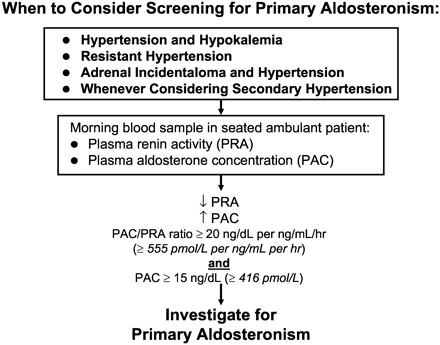 When to Consider Screening for Primary Aldosteronism:
● Hypertension and Hypokalemia
● Resistant Hypertension
● Adrenal Incidentaloma and Hypertension
● Whenever Considering Secondary Hypertension
Morning blood sample in seated ambulant patient:
● Plasma renin activity (PRA)
● Plasma aldosterone concentration (PAC)
↓ PRA
↑ PAC
PAC/PRA ratio ≥ 20 ng/dL per ng/mL/hr
(≥ 555 pmol/L per ng/mL per hr)
and
PAC ≥ 15 ng/dL (≥ 416 pmol/L)
Investigate for
Primary Aldosteronism